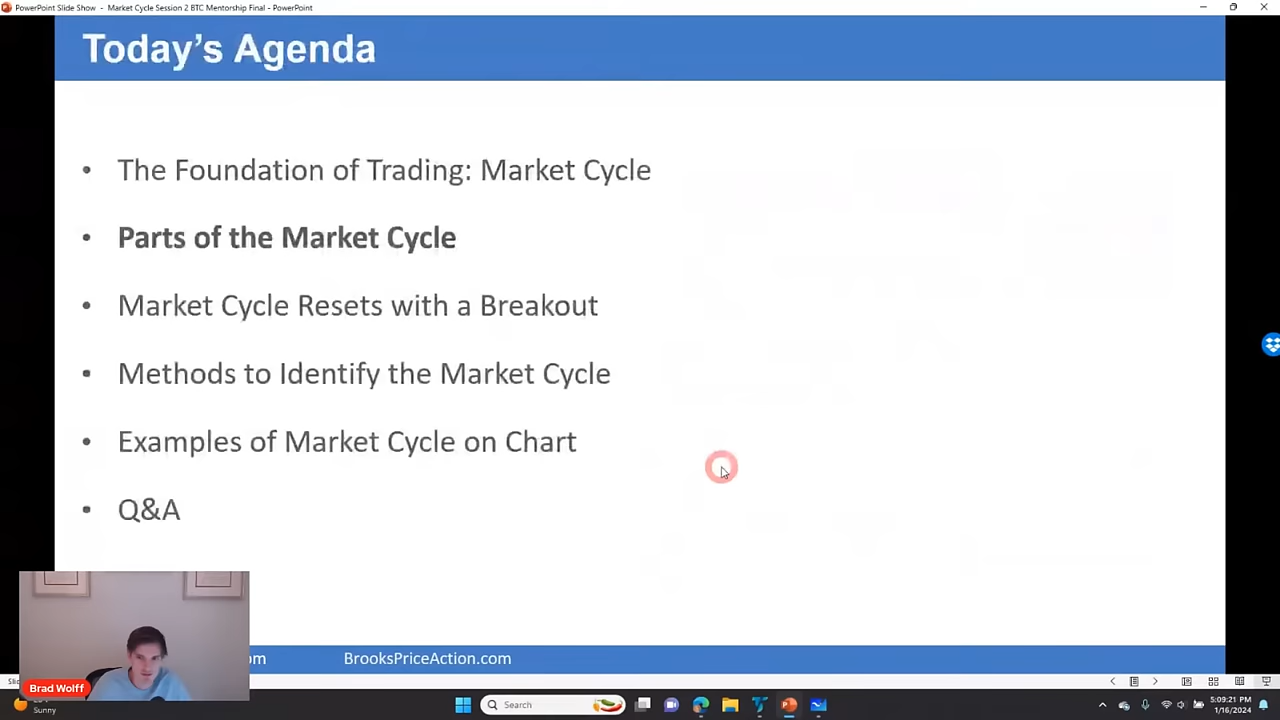 PowerPoint Slide Show - Market Cycle Session 2 BTC Mentorship Final - PowerPoint
Today's Agenda
• The Foundation of Trading: Market Cycle
• Parts of the Market Cycle
• Market Cycle Resets with a Breakout
• Methods to Identify the Market Cycle
• Examples of Market Cycle on Chart
• Q&A
om BrooksPriceAction.com
Brad Wolff
Sunny
Search
5:09:21 PM
1/16/2024